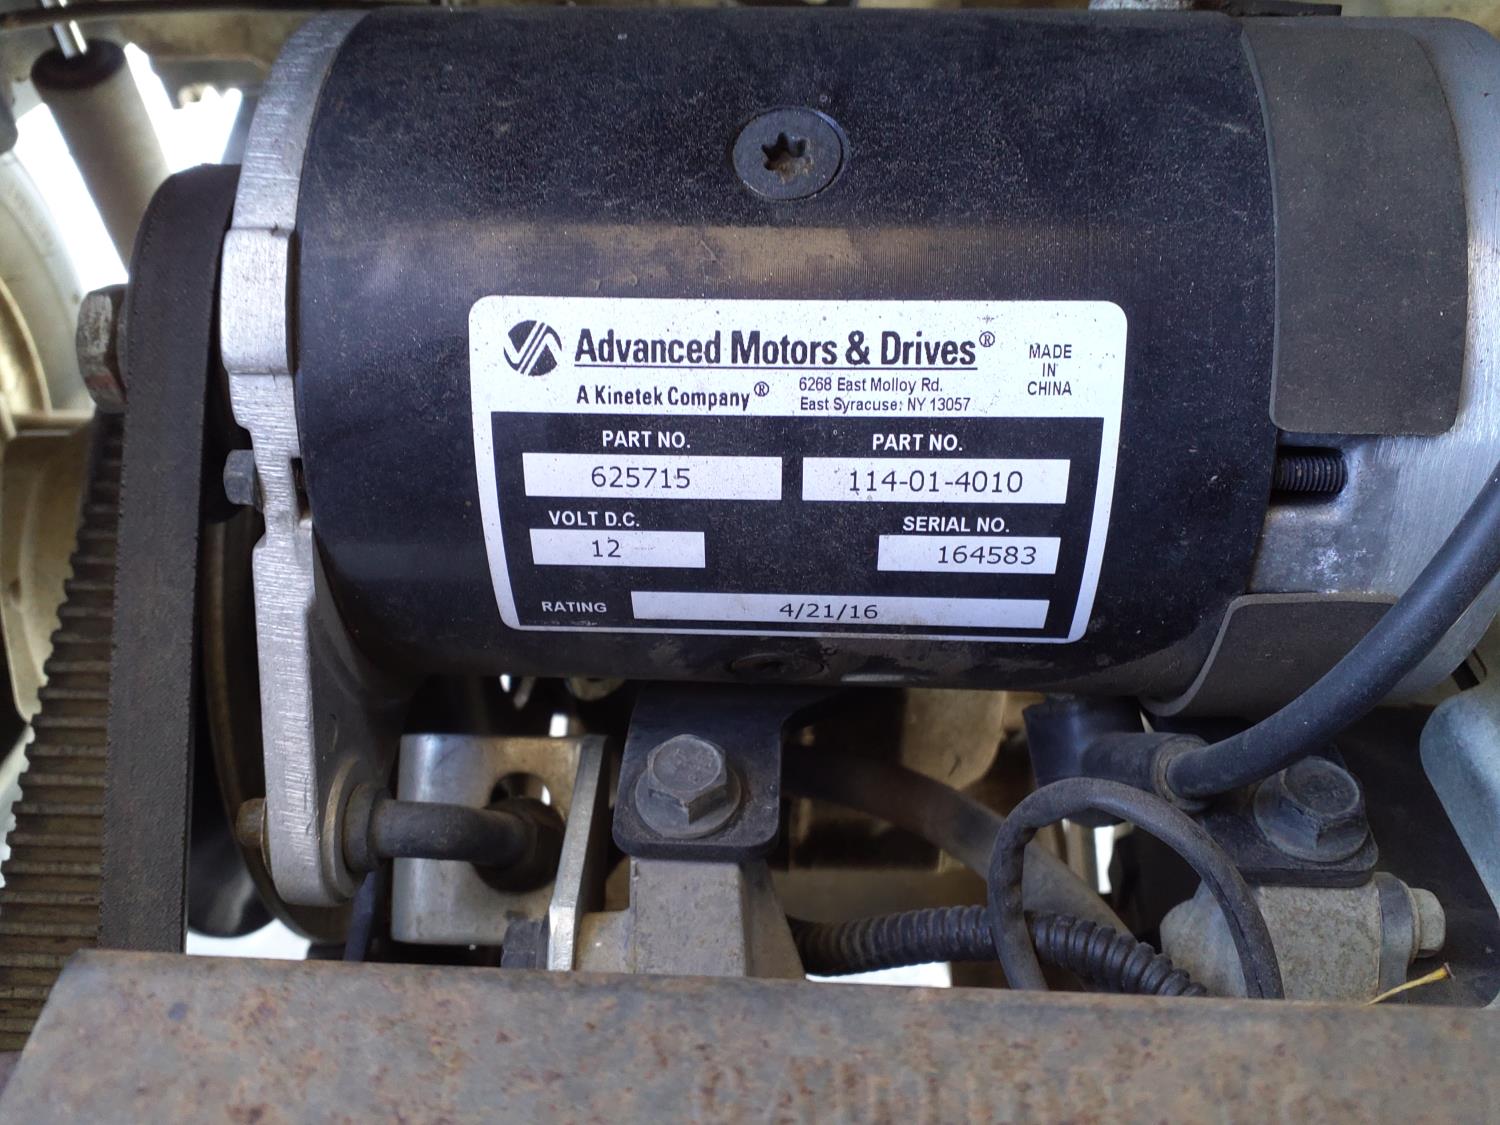 Advanced Motors & Drives®
MADE
IN
CHINA
A Kinetek Company®
6268 East Molloy Rd.
East Syracuse, NY 13057
PART NO.
PART NO.
625715
114-01-4010
VOLT D.C.
SERIAL NO.
12
164583
RATING
4/21/16